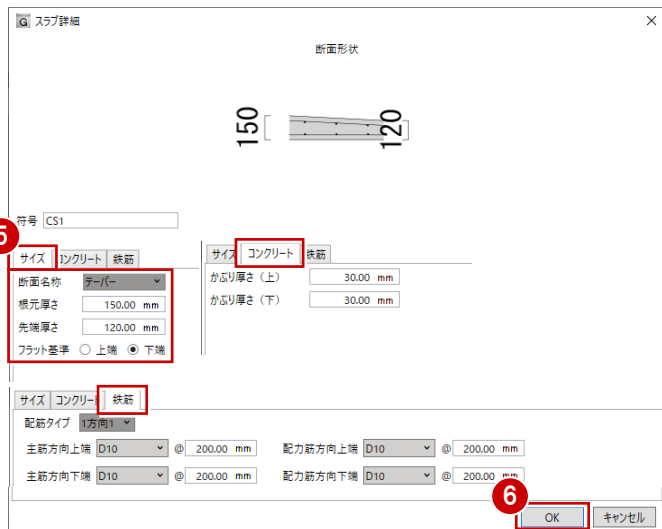 G スラブ詳細
断面形状
150
120
符号 CS1
5
サイズ コンクリート 鉄筋
断面名称 テーパー
根元厚さ 150.00 mm
先端厚さ 120.00 mm
フラット基準 上端 下端
サイズ コンクリート 鉄筋
かぶり厚さ（上） 30.00 mm
かぶり厚さ（下） 30.00 mm
サイズ コンクリート 鉄筋
配筋タイプ 1方向1
主筋方向上端 D10 @ 200.00 mm 配力筋方向上端 D10 @ 200.00 mm
主筋方向下端 D10 @ 200.00 mm 配力筋方向下端 D10 @ 200.00 mm
6
OK キャンセル